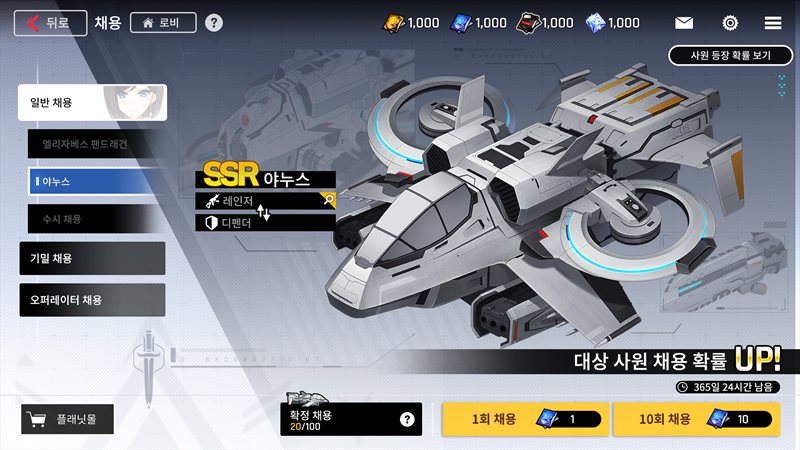 뒤로 채용 로비 ? 1,000 1,000 1,000 1,000
사원 등장 확률 보기
일반 채용
엘리자베스 팬드래건
야누스
수시 채용
기밀 채용
오퍼레이터 채용
SSR 야누스
레인저
디펜더
대상 사원 채용 확률 UP!
365일 24시간 남음
플래닛몰
확정 채용 ?
20/100
1회 채용 1
10회 채용 10